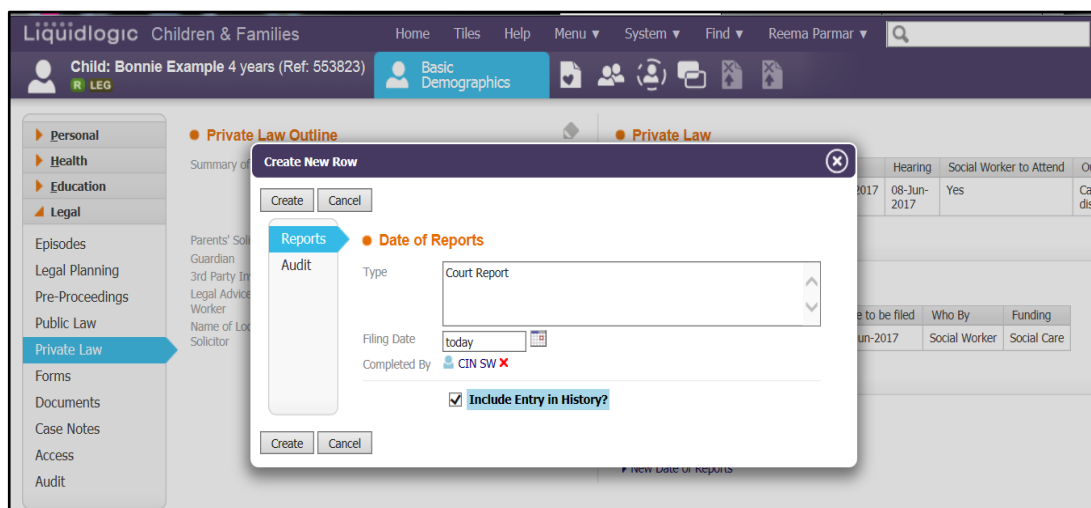 Liquidlogic Children & Families Home Tiles Help Menu ▼ System ▼ Find ▼ Reema Parmar ▼
Child: Bonnie Example 4 years (Ref: 553823)
R LEG
Basic
Demographics
Personal
Health
Education
Legal
Episodes
Legal Planning
Pre-Proceedings
Public Law
Private Law
Forms
Documents
Case Notes
Access
Audit
Private Law Outline
Summary of
Parents' Soli
Guardian
3rd Party In
Legal Advice
Worker
Name of Loc
Solicitor
Create New Row
Create Cancel
Reports
Audit
Date of Reports
Type Court Report
Filing Date today
Completed By CIN SW
Include Entry in History?
Create Cancel
Private Law
Hearing Social Worker to Attend
2017 08-Jun-
2017 Yes
e to be filed Who By Funding
un-2017 Social Worker Social Care
New Date of Reports